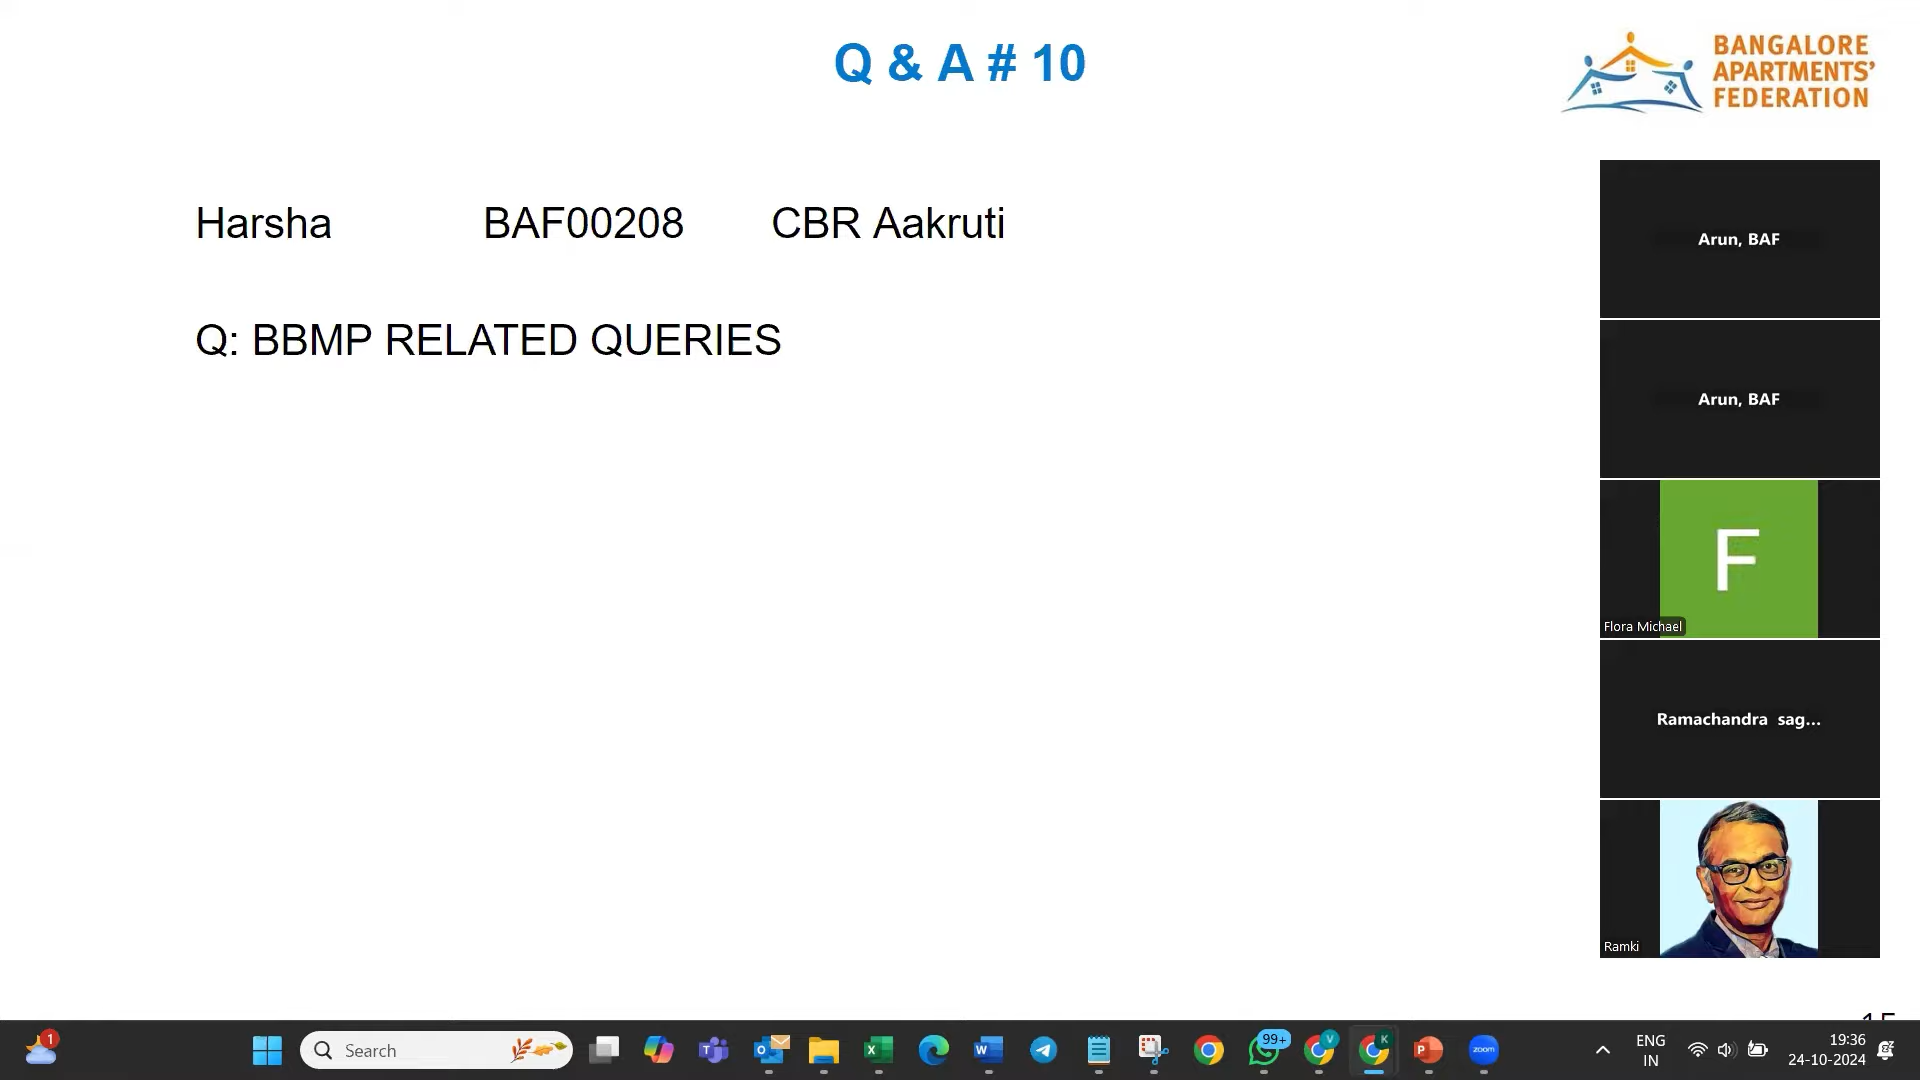 Q & A # 10
BANGALORE
APARTMENTS'
FEDERATION
Harsha BAF00208 CBR Aakruti
Q: BBMP RELATED QUERIES
Arun, BAF
Arun, BAF
F
Flora Michael
Ramachandra sag...
Ramki
1
Search
99+
V
K
zoom
ENG
IN
19:36
24-10-2024